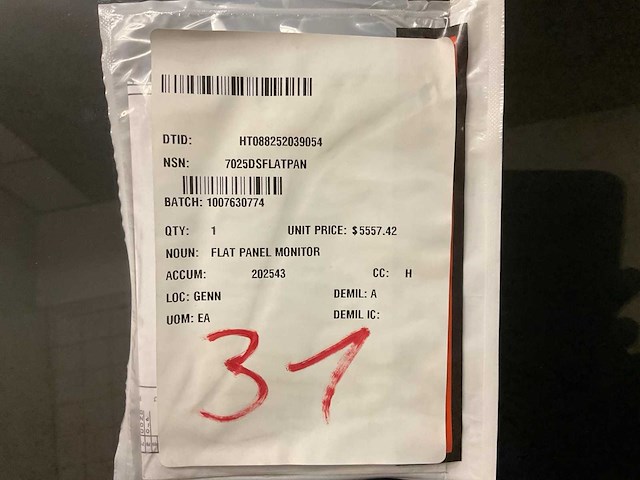 DTID: HT088252039054
NSN: 7025DSFLATPAN
BATCH: 1007630774
QTY: 1 UNIT PRICE: $5557.42
NOUN: FLAT PANEL MONITOR
ACCUM: 202543 CC: H
LOC: GENN DEMIL: A
UOM: EA DEMIL IC:
31